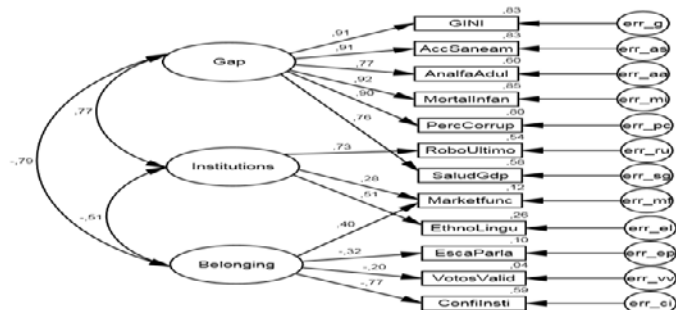 ,83
GINI
err_g
,91
,83
AccSaneam
err_as
,91
,60
AnalfaAdul
err_aa
,77
Gap
,85
MortalInfan
err_mi
,92
,80
PercCorrup
err_pc
,90
,54
RoboUltimo
err_ru
,76
,77
,73
,58
SaludGdp
err_sg
-,79
Institutions
,28
,12
Marketfunc
err_mf
,51
,26
EthnoLingu
err_el
-,51
,40
,10
EscaParla
err_ep
-,32
Belonging
,04
VotosValid
err_vv
-,20
,59
ConfiInsti
err_ci
-,77